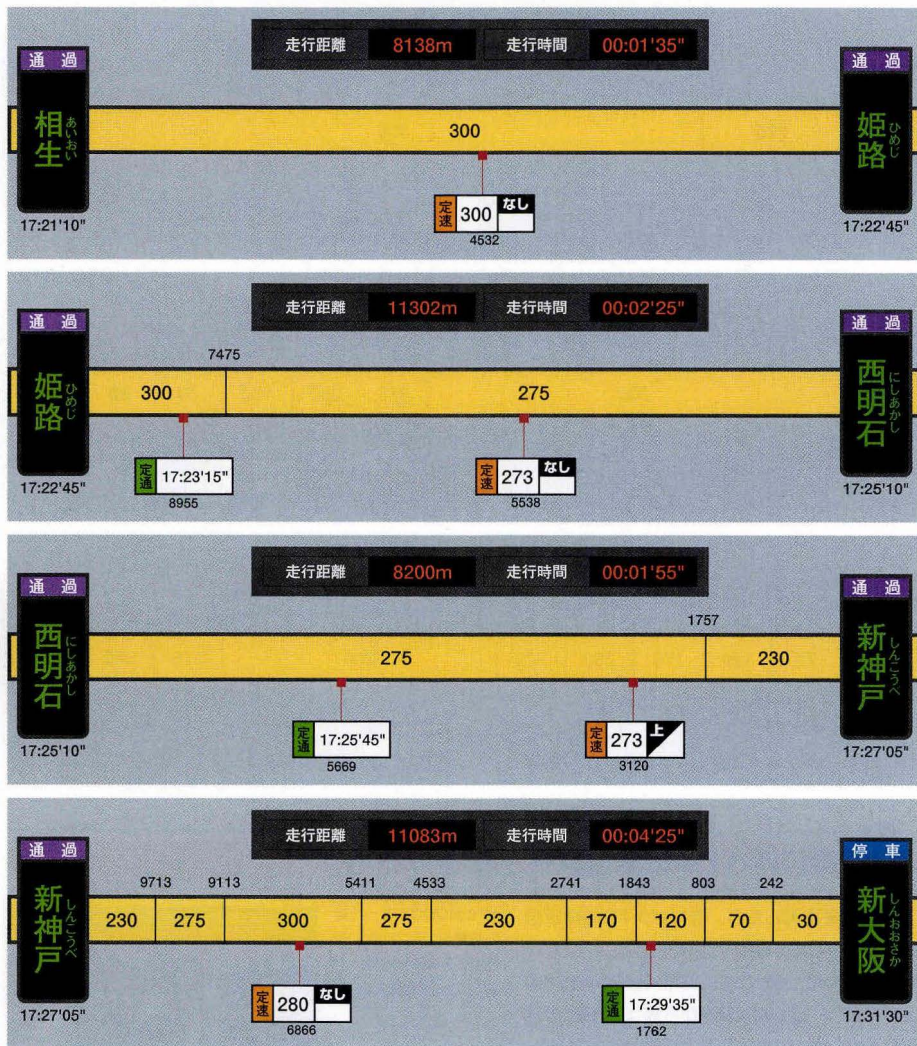 走行距離 8138m 走行時間 00:01'35"
通過
相生
あいおい
17:21'10"
300
定速 300 なし
4532
通過
姫路
ひめじ
17:22'45"
走行距離 11302m 走行時間 00:02'25"
通過
姫路
ひめじ
17:22'45"
7475
300 275
定通 17:23'15"
8955
定速 273 なし
5538
通過
西明石
にしあかし
17:25'10"
走行距離 8200m 走行時間 00:01'55"
通過
西明石
にしあかし
17:25'10"
1757
275 230
定通 17:25'45"
5669
定速 273 上
3120
通過
新神戸
しんこうべ
17:27'05"
走行距離 11083m 走行時間 00:04'25"
通過
新神戸
しんこうべ
17:27'05"
9713 9113 5411 4533 2741 1843 803 242
230 275 300 275 230 170 120 70 30
定速 280 なし
6866
定通 17:29'35"
1762
停車
新大阪
しんおおさか
17:31'30"